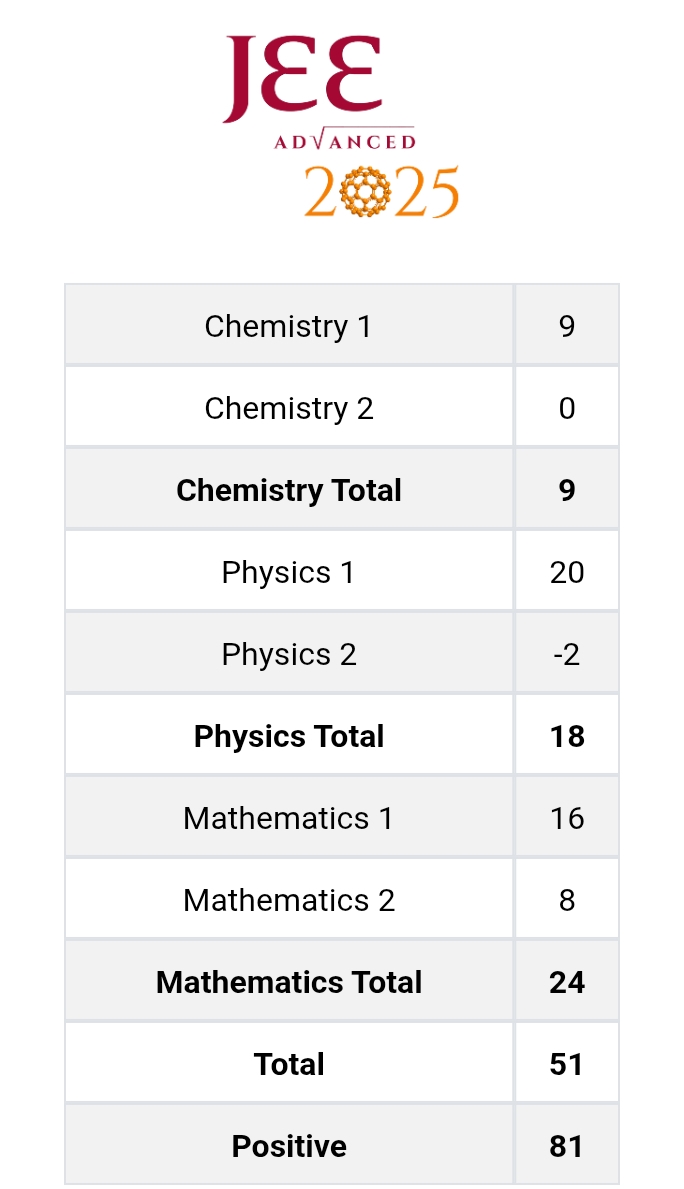 JEE
ADVANCED
2025
Chemistry 1 9
Chemistry 2 0
Chemistry Total 9
Physics 1 20
Physics 2 -2
Physics Total 18
Mathematics 1 16
Mathematics 2 8
Mathematics Total 24
Total 51
Positive 81